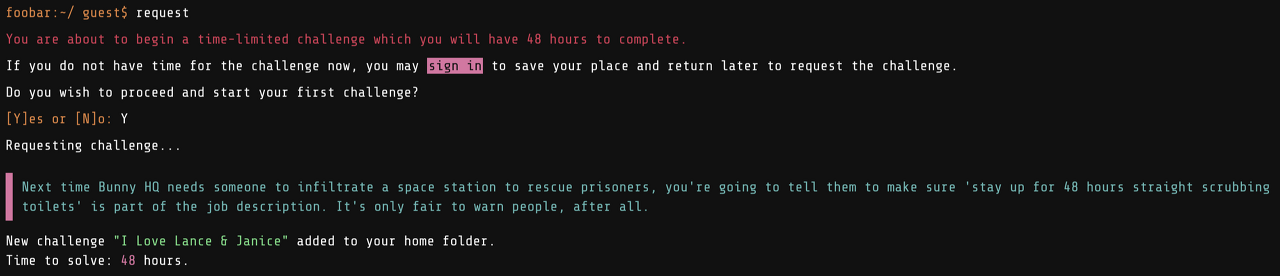 foobar:~/ guest$ request
You are about to begin a time-limited challenge which you will have 48 hours to complete.
If you do not have time for the challenge now, you may sign in to save your place and return later to request the challenge.
Do you wish to proceed and start your first challenge?
[Y]es or [N]o: Y
Requesting challenge...
Next time Bunny HQ needs someone to infiltrate a space station to rescue prisoners, you're going to tell them to make sure 'stay up for 48 hours straight scrubbing
toilets' is part of the job description. It's only fair to warn people, after all.
New challenge "I Love Lance & Janice" added to your home folder.
Time to solve: 48 hours.